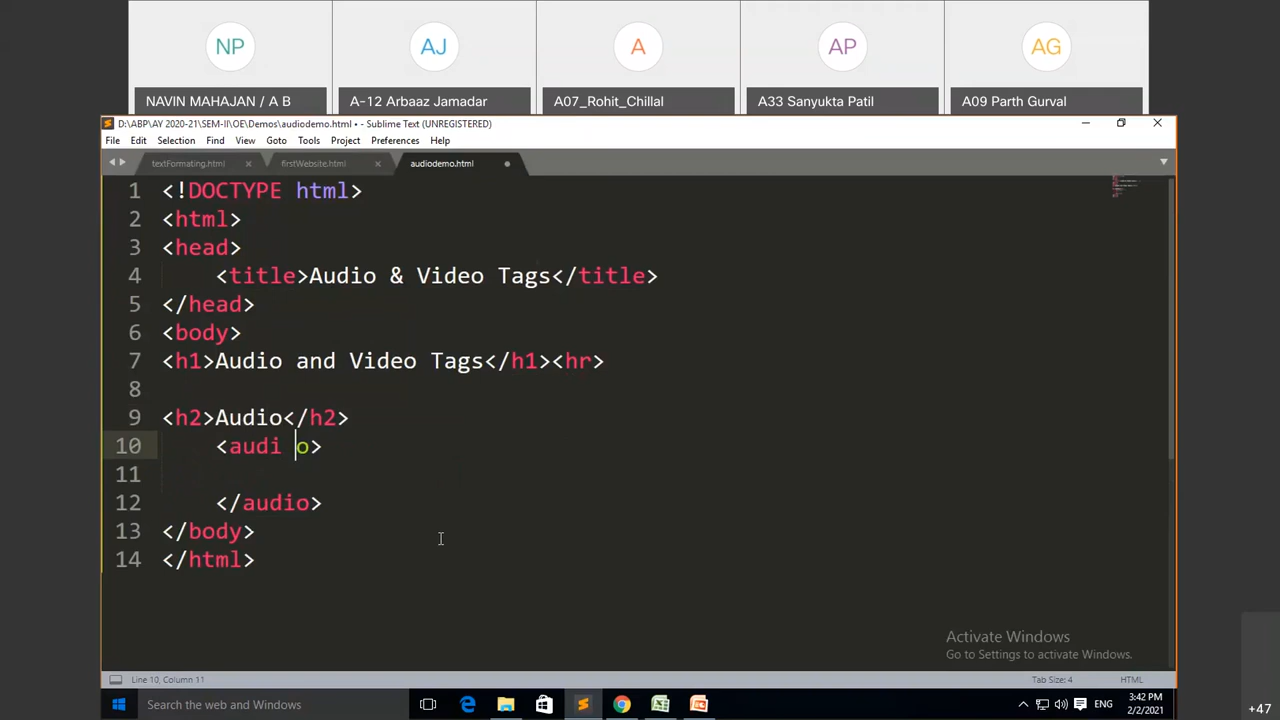 NP
AJ
A
AP
AG
NAVIN MAHAJAN / A B
A-12 Arbaaz Jamadar
A07_Rohit_Chillal
A33 Sanyukta Patil
A09 Parth Gurval
D:\ABP\AY 2020-21\SEM-II\OE\Demos\audiodemo.html • - Sublime Text (UNREGISTERED)
File Edit Selection Find View Goto Tools Project Preferences Help
textFormating.html
firstWebsite.html
audiodemo.html
1 <!DOCTYPE html>
2 <html>
3 <head>
4 <title>Audio & Video Tags</title>
5 </head>
6 <body>
7 <h1>Audio and Video Tags</h1><hr>
8
9 <h2>Audio</h2>
10 <audi o>
11
12 </audio>
13 </body>
14 </html>
Activate Windows
Go to Settings to activate Windows.
Line 10, Column 11
Tab Size: 4
HTML
Search the web and Windows
ENG
3:42 PM
2/2/2021
+47